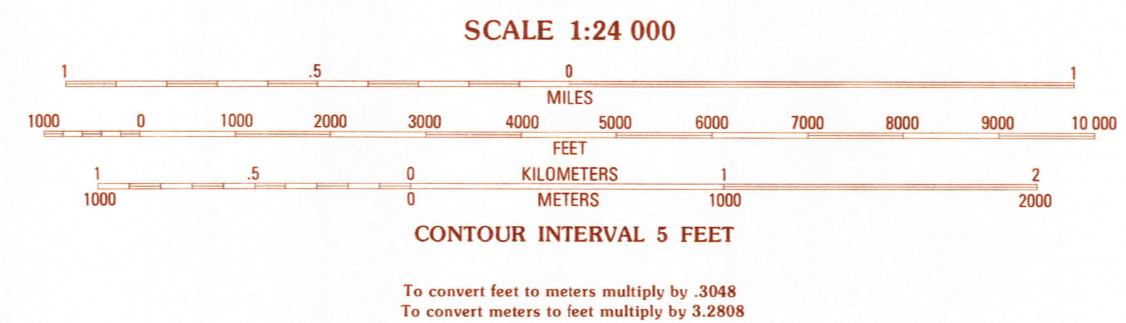 SCALE 1:24 000
1 .5 0 1
MILES
1000 0 1000 2000 3000 4000 5000 6000 7000 8000 9000 10 000
FEET
1 .5 0 KILOMETERS 1 2
1000 0 METERS 1000 2000
CONTOUR INTERVAL 5 FEET
To convert feet to meters multiply by .3048
To convert meters to feet multiply by 3.2808